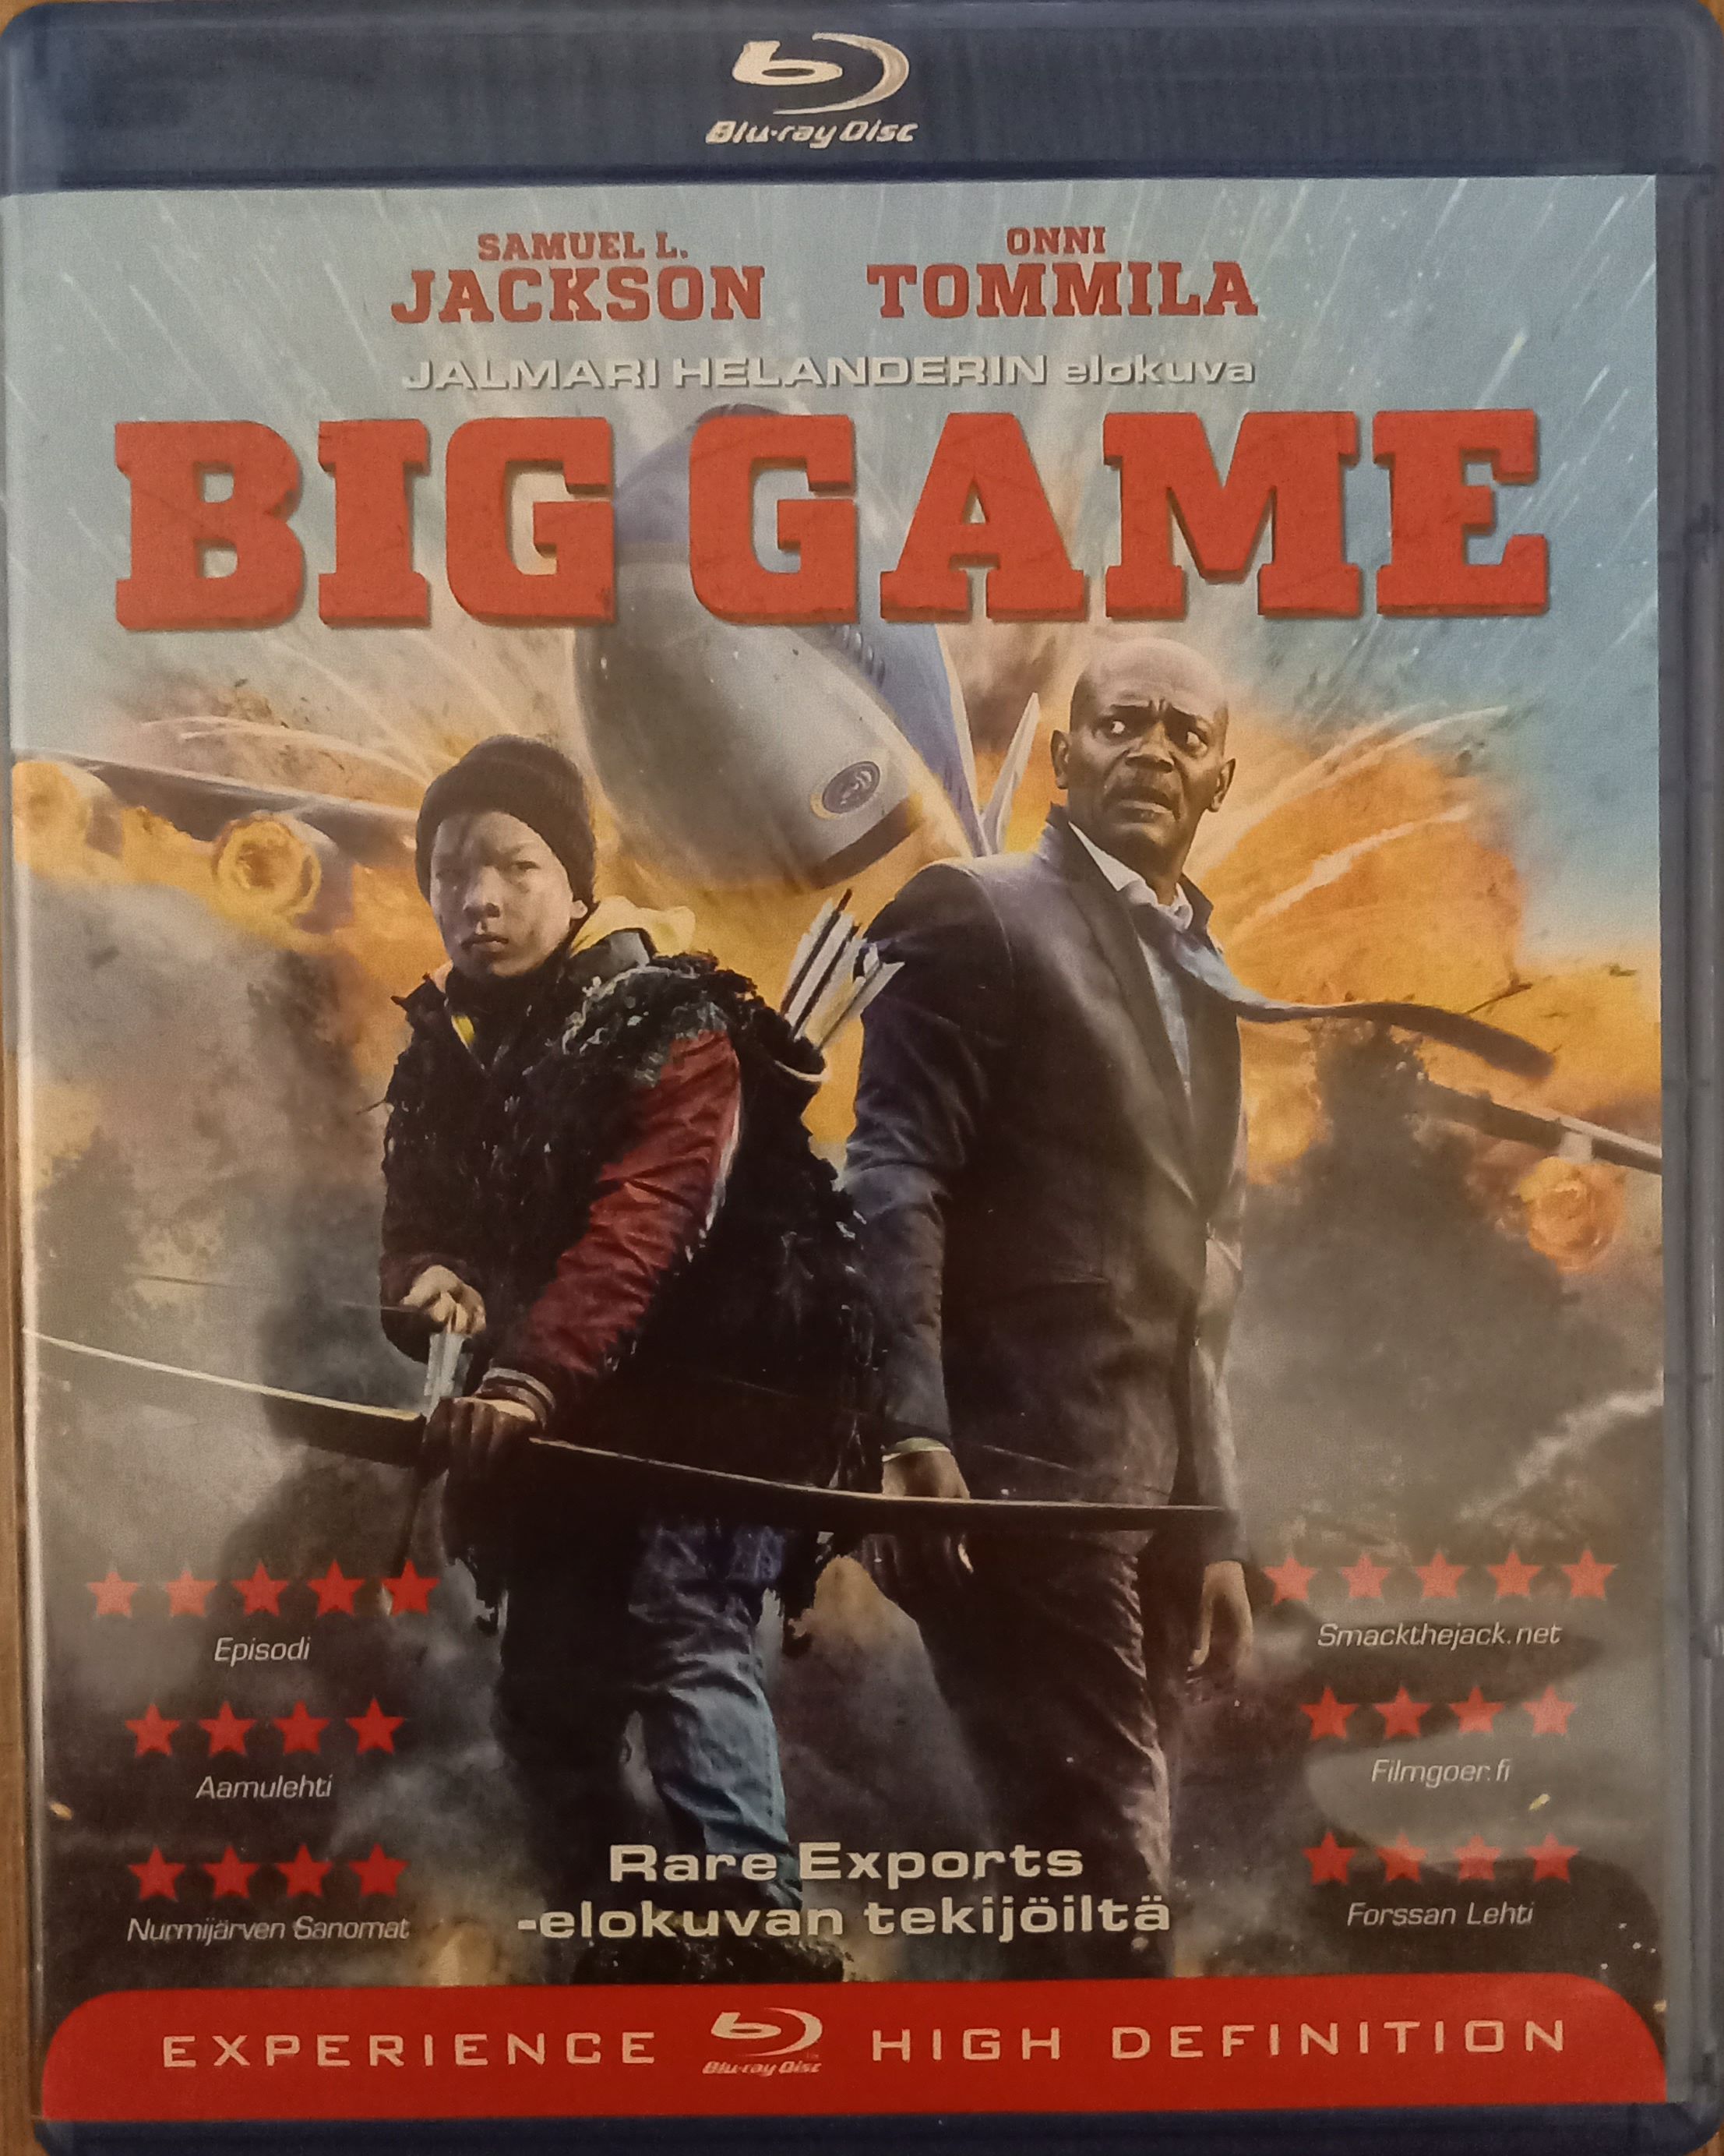 Blu-ray Disc
SAMUEL L.
JACKSON
ONNI
TOMMILA
JALMARI HELANDERIN elokuva
BIG GAME
Episodi
Aamulehti
Nurmijärven Sanomat
Smackthejack.net
Filmgoer.fi
Forssan Lehti
Rare Exports
-elokuvan tekijöiltä
EXPERIENCE Blu-ray Disc HIGH DEFINITION